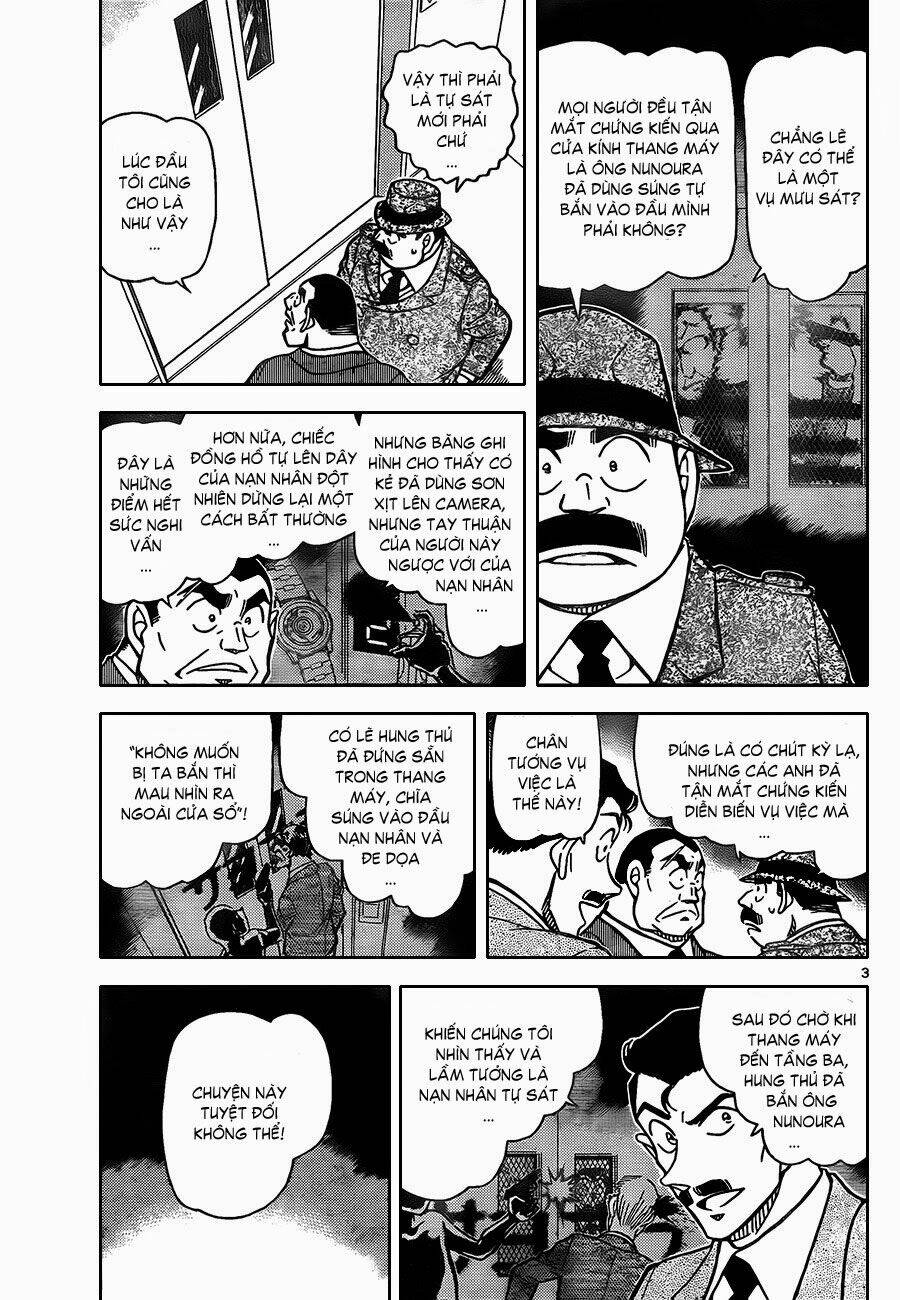 CHẲNG LẼ
ĐÂY CÓ THỂ
LÀ MỘT
VỤ MƯU SÁT?
MỌI NGƯỜI ĐỀU TẬN
MẮT CHỨNG KIẾN QUA
CỬA KÍNH THANG MÁY
LÀ ÔNG NUNOURA
ĐÃ DÙNG SÚNG TỰ
BẮN VÀO ĐẦU MÌNH
PHẢI KHÔNG?
VẬY THÌ PHẢI
LÀ TỰ SÁT
MỚI PHẢI
CHỨ
...
LÚC ĐẦU
TÔI CŨNG
CHO LÀ
NHƯ VẬY
...
NHƯNG BĂNG GHI
HÌNH CHO THẤY CÓ
KẺ ĐÃ DÙNG SƠN
XỊT LÊN CAMERA,
NHƯNG TAY THUẬN
CỦA NGƯỜI NÀY
NGƯỢC VỚI CỦA
NẠN NHÂN
...
HƠN NỮA, CHIẾC
ĐỒNG HỒ TỰ LÊN DÂY
CỦA NẠN NHÂN ĐỘT
NHIÊN DỪNG LẠI MỘT
CÁCH BẤT THƯỜNG
...
ĐÂY LÀ
NHỮNG
ĐIỂM HẾT
SỨC NGHI
VẤN
...
ĐÚNG LÀ CÓ CHÚT KỲ LẠ,
NHƯNG CÁC ANH ĐÃ
TẬN MẮT CHỨNG KIẾN
DIỄN BIẾN VỤ VIỆC MÀ
...
CHÂN
TƯỚNG VỤ
VIỆC LÀ
THẾ NÀY!
CÓ LẼ HUNG THỦ
ĐÃ ĐỨNG SẴN
TRONG THANG
MÁY, CHĨA
SÚNG VÀO ĐẦU
NẠN NHÂN VÀ
ĐE DỌA
...
"KHÔNG MUỐN
BỊ TA BẮN THÌ
MAU NHÌN RA
NGOÀI CỬA SỔ"!
3
SAU ĐÓ CHỜ KHI
THANG MÁY
ĐẾN TẦNG BA,
HUNG THỦ ĐÃ
BẮN ÔNG
NUNOURA
...
KHIẾN CHÚNG TÔI
NHÌN THẤY VÀ
LẦM TƯỞNG LÀ
NẠN NHÂN TỰ SÁT
...
CHUYỆN NÀY
TUYỆT ĐỐI
KHÔNG THỂ!